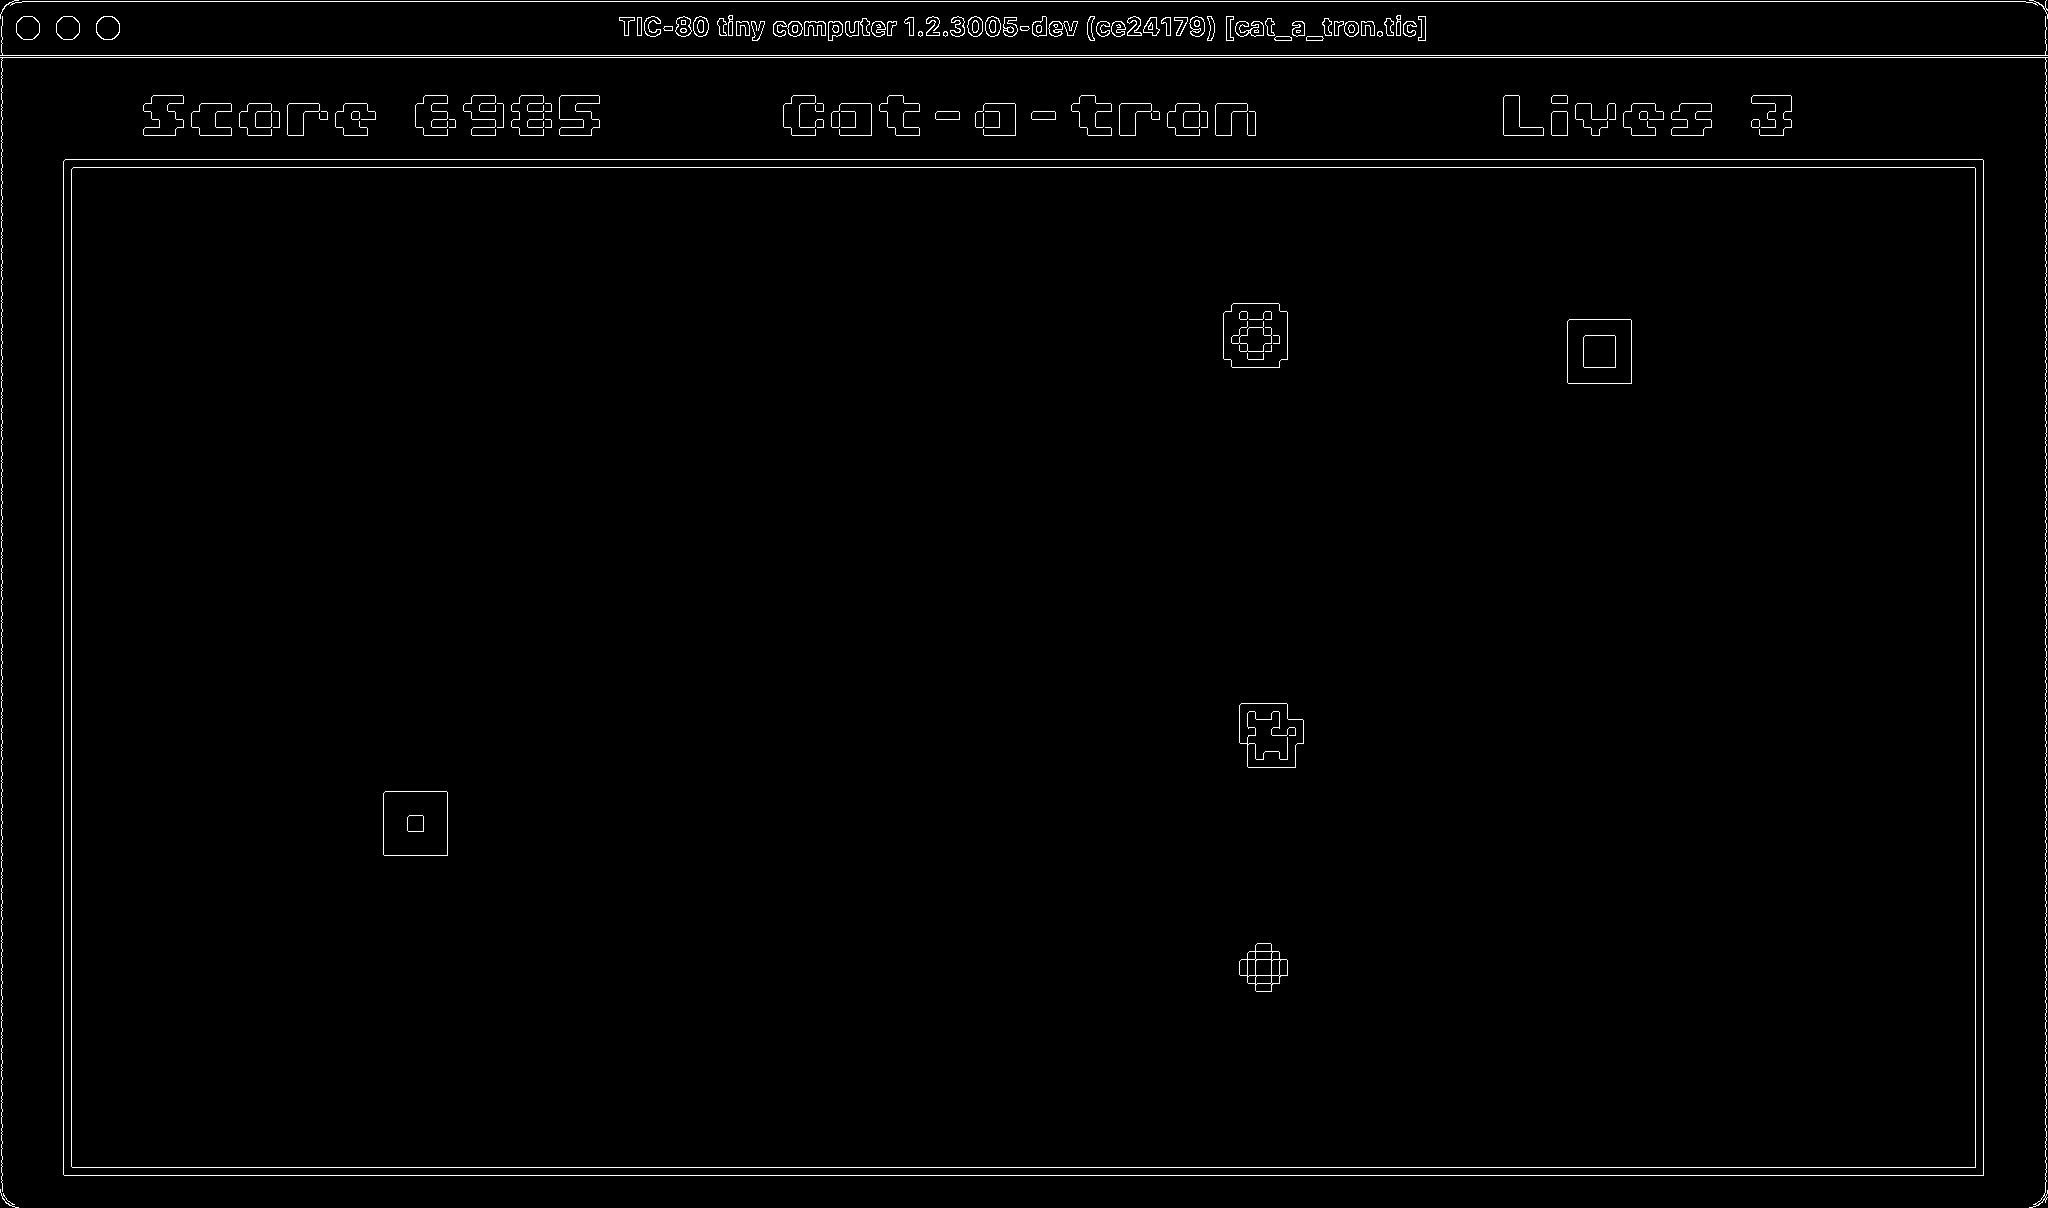 TIC-80 tiny computer 1.2.3005-dev (ce24179) [cat_a_tron.tic]
Score 6985 Cat-a-tron Lives 3